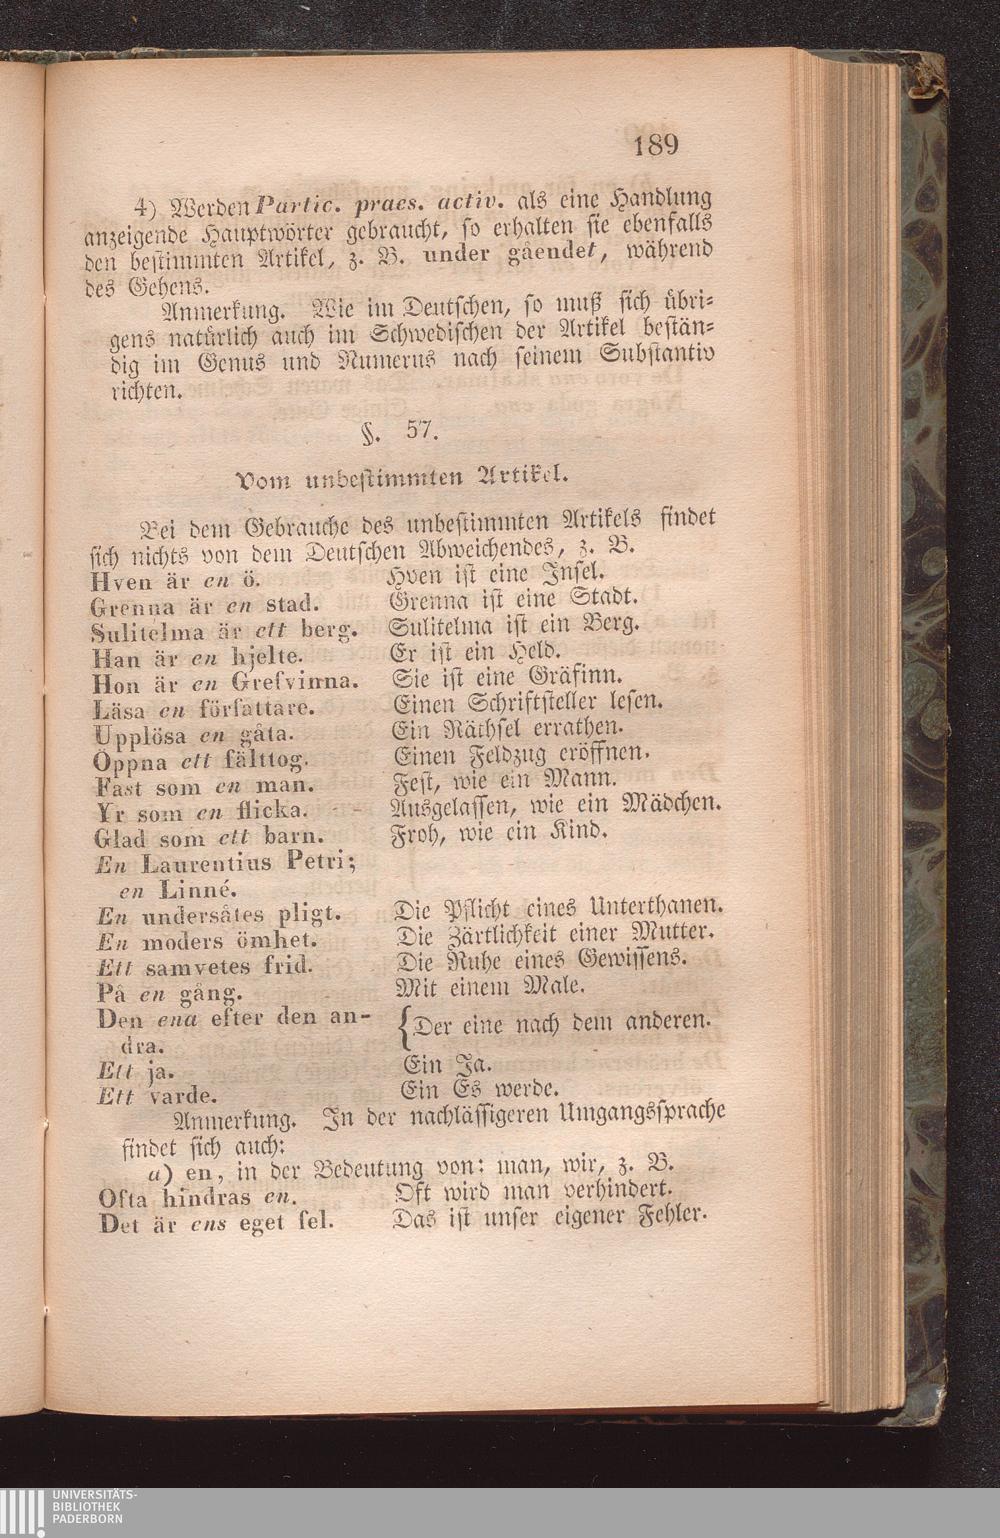 189
4) Werden Partic. praes. activ. als eine Handlung
anzeigende Hauptwörter gebraucht, so erhalten sie ebenfalls
den bestimmten Artikel, z. B. under gåendet, während
des Gehens.
Anmerkung. Wie im Deutschen, so muß sich übri-
gens natürlich auch im Schwedischen der Artikel bestän-
dig im Genus und Numerus nach seinem Substantiv
richten.
§. 57.
Vom unbestimmten Artikel.
Bei dem Gebrauche des unbestimmten Artikels findet
sich nichts von dem Deutschen Abweichendes, z. B.
Hven är en ö. Hven ist eine Insel.
Grenna är en stad. Grenna ist eine Stadt.
Sulitelma är ett berg. Sulitelma ist ein Berg.
Han är en hjelte. Er ist ein Held.
Hon är en Grefvinna. Sie ist eine Gräfinn.
Läsa en författare. Einen Schriftsteller lesen.
Upplösa en gåta. Ein Räthsel errathen.
Öppna ett fälttog. Einen Feldzug eröffnen.
Fast som en man. Fest, wie ein Mann.
Yr som en flicka. Ausgelassen, wie ein Mädchen.
Glad som ett barn. Froh, wie ein Kind.
En Laurentius Petri;
en Linné.
En undersåtes pligt. Die Pflicht eines Unterthanen.
En moders ömhet. Die Zärtlichkeit einer Mutter.
Ett samvetes frid. Die Ruhe eines Gewissens.
På en gång. Mit einem Male.
Den ena efter den an- {Der eine nach dem anderen.
dra.
Ett ja. Ein Ja.
Ett varde. Ein Es werde.
Anmerkung. In der nachlässigeren Umgangssprache
findet sich auch:
a) en, in der Bedeutung von: man, wir, z. B.
Ofta hindras en. Oft wird man verhindert.
Det är ens eget fel. Das ist unser eigener Fehler.
UNIVERSITÄTS-
BIBLIOTHEK
PADERBORN